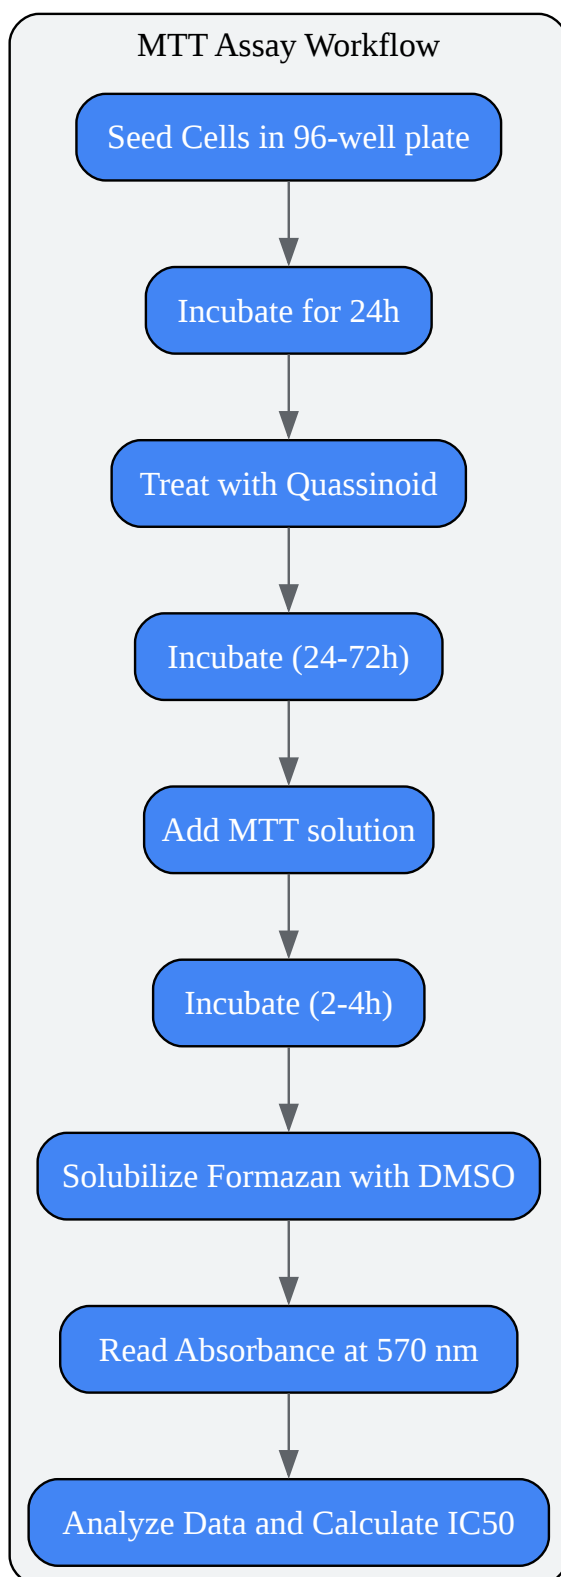 MTT Assay Workflow
Seed Cells in 96-well plate
Incubate for 24h
Treat with Quassinoid
Incubate (24-72h)
Add MTT solution
Incubate (2-4h)
Solubilize Formazan with DMSO
Read Absorbance at 570 nm
Analyze Data and Calculate IC50